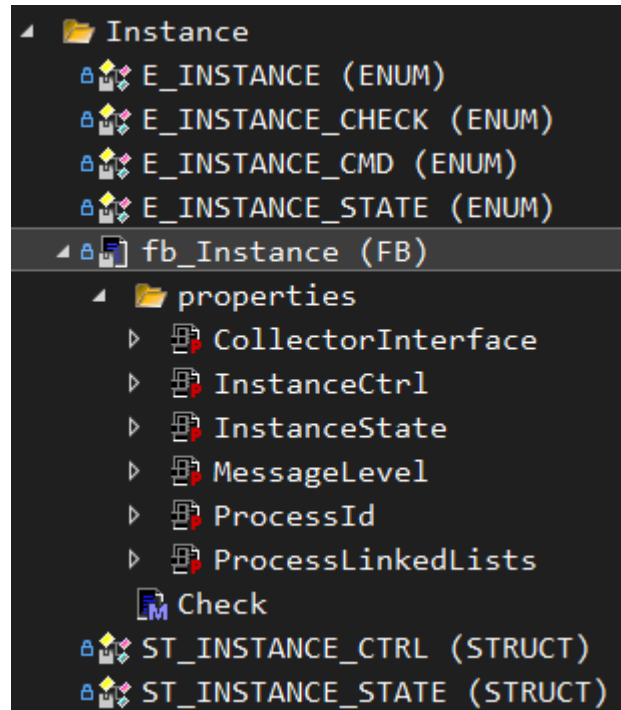 Instance
E_INSTANCE (ENUM)
E_INSTANCE_CHECK (ENUM)
E_INSTANCE_CMD (ENUM)
E_INSTANCE_STATE (ENUM)
fb_Instance (FB)
properties
CollectorInterface
InstanceCtrl
InstanceState
MessageLevel
ProcessId
ProcessLinkedLists
Check
ST_INSTANCE_CTRL (STRUCT)
ST_INSTANCE_STATE (STRUCT)